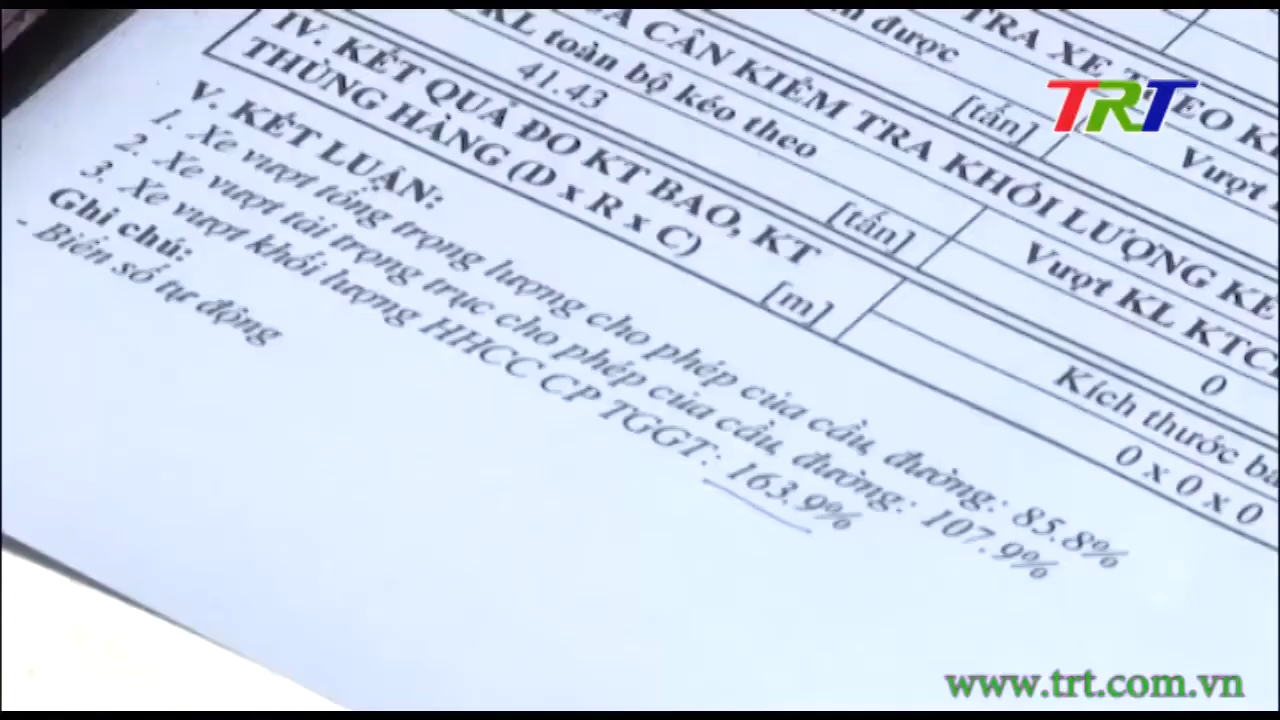 TRA XE
m được
[tấn]
Vượt
CÂN KIỂM TRA KHỐI LƯỢNG KÉ
KL toàn bộ kéo theo
[tấn]
Vượt KL KTC
41.43
0
IV. KẾT QUẢ ĐO KT BAO, KT
THÙNG HÀNG (D x R x C)
[m]
Kích thước ba
0 x 0 x 0
V. KẾT LUẬN:
1. Xe vượt tổng trọng lượng cho phép của cầu, đường: 85.8%
2. Xe vượt tải trọng trục cho phép của cầu, đường: 107.9%
3. Xe vượt khối lượng HHCC CP TGGT: 163.9%
Ghi chú:
- Biển số tự động
TRT
www.trt.com.vn